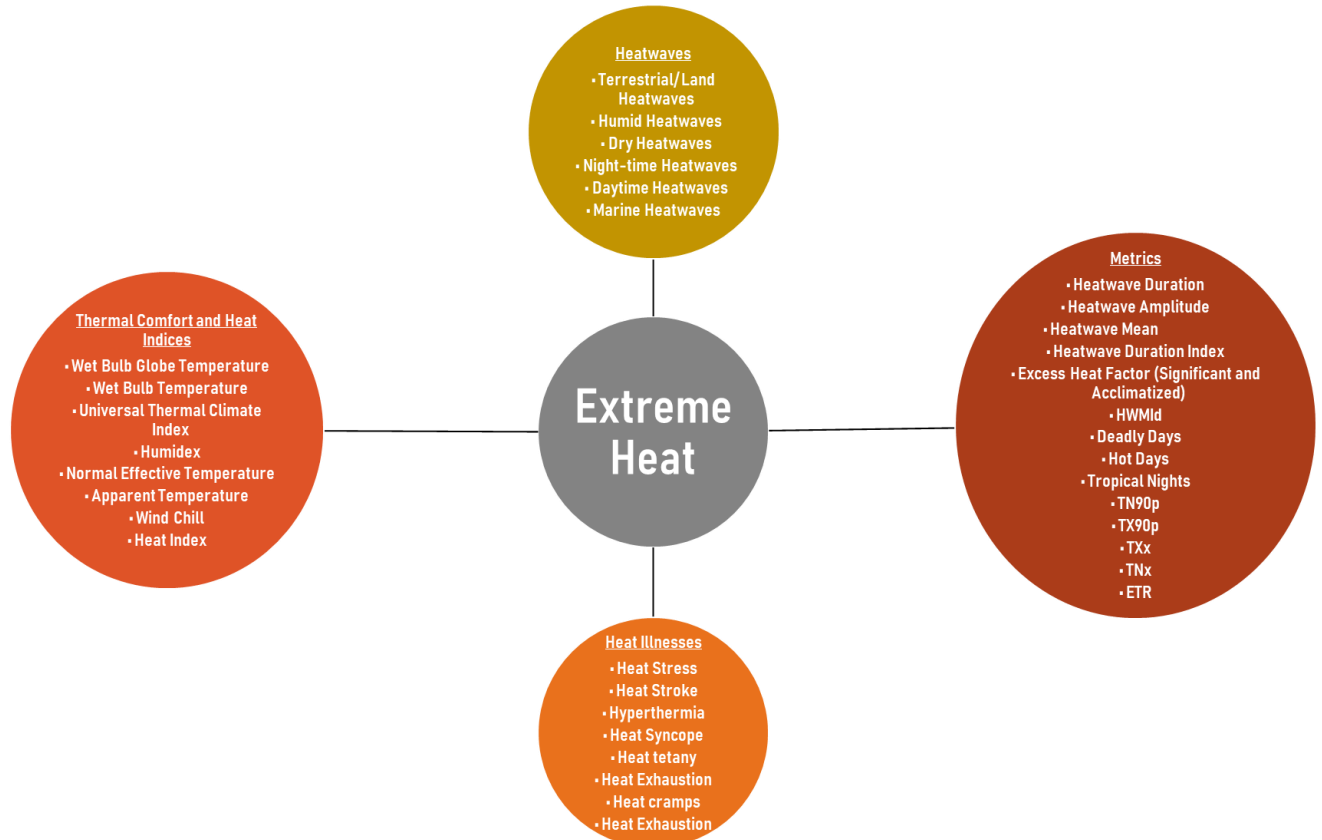 Heatwaves
▪ Terrestrial/Land
Heatwaves
▪ Humid Heatwaves
▪ Dry Heatwaves
▪ Night-time Heatwaves
▪ Daytime Heatwaves
▪ Marine Heatwaves
Thermal Comfort and Heat
Indices
▪ Wet Bulb Globe Temperature
▪ Wet Bulb Temperature
▪ Universal Thermal Climate
Index
▪ Humidex
▪ Normal Effective Temperature
▪ Apparent Temperature
▪ Wind Chill
▪ Heat Index
Extreme
Heat
Metrics
▪ Heatwave Duration
▪ Heatwave Amplitude
▪ Heatwave Mean
▪ Heatwave Duration Index
▪ Excess Heat Factor (Significant and
Acclimatized)
▪ HWMId
▪ Deadly Days
▪ Hot Days
▪ Tropical Nights
▪ TN90p
▪ TX90p
▪ TXx
▪ TNx
▪ ETR
Heat Illnesses
▪ Heat Stress
▪ Heat Stroke
▪ Hyperthermia
▪ Heat Syncope
▪ Heat tetany
▪ Heat Exhaustion
▪ Heat cramps
▪ Heat Exhaustion